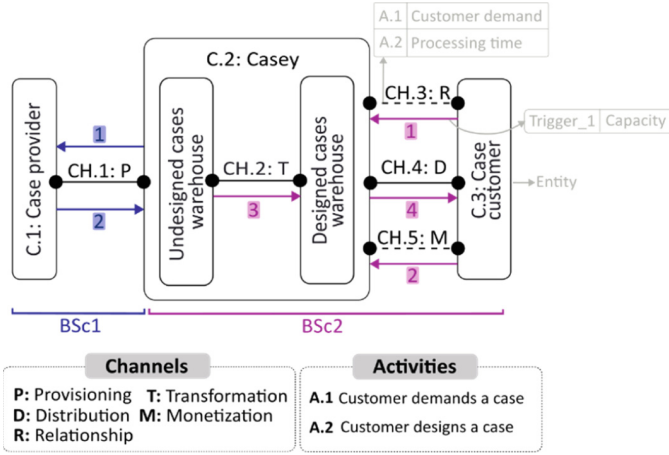 A.1 Customer demand
A.2 Processing time
C.2: Casey
CH.3: R
1
Trigger_1 Capacity
C.1: Case provider
1
CH.1: P
2
Undesigned cases
warehouse
CH.2: T
3
Designed cases
warehouse
CH.4: D
4
C.3: Case
customer
Entity
CH.5: M
2
BSc1
BSc2
Channels
P: Provisioning T: Transformation
D: Distribution M: Monetization
R: Relationship
Activities
A.1 Customer demands a case
A.2 Customer designs a case